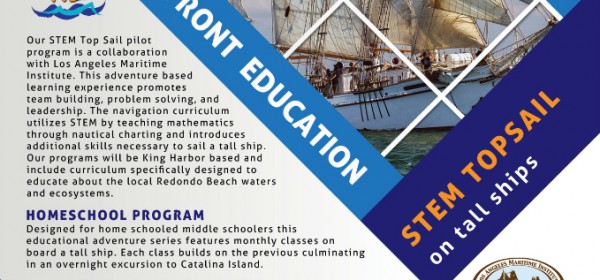 Our STEM Top Sail pilot
program is a collaboration
with Los Angeles Maritime
Institute. This adventure based
learning experience promotes
team building, problem solving, and
leadership. The navigation curriculum
utilizes STEM by teaching mathematics
through nautical charting and introduces
additional skills necessary to sail a tall ship.
Our programs will be King Harbor based and
include curriculum specifically designed to
educate about the local Redondo Beach waters
and ecosystems.
HOMESCHOOL PROGRAM
Designed for home schooled middle schoolers this
educational adventure series features monthly classes on
board a tall ship. Each class builds on the previous culminating
in an overnight excursion to Catalina Island.
RONT EDUCATION
STEM TOPSAIL
on tall ships
LOS ANGELES MARITIME INSTITUTE